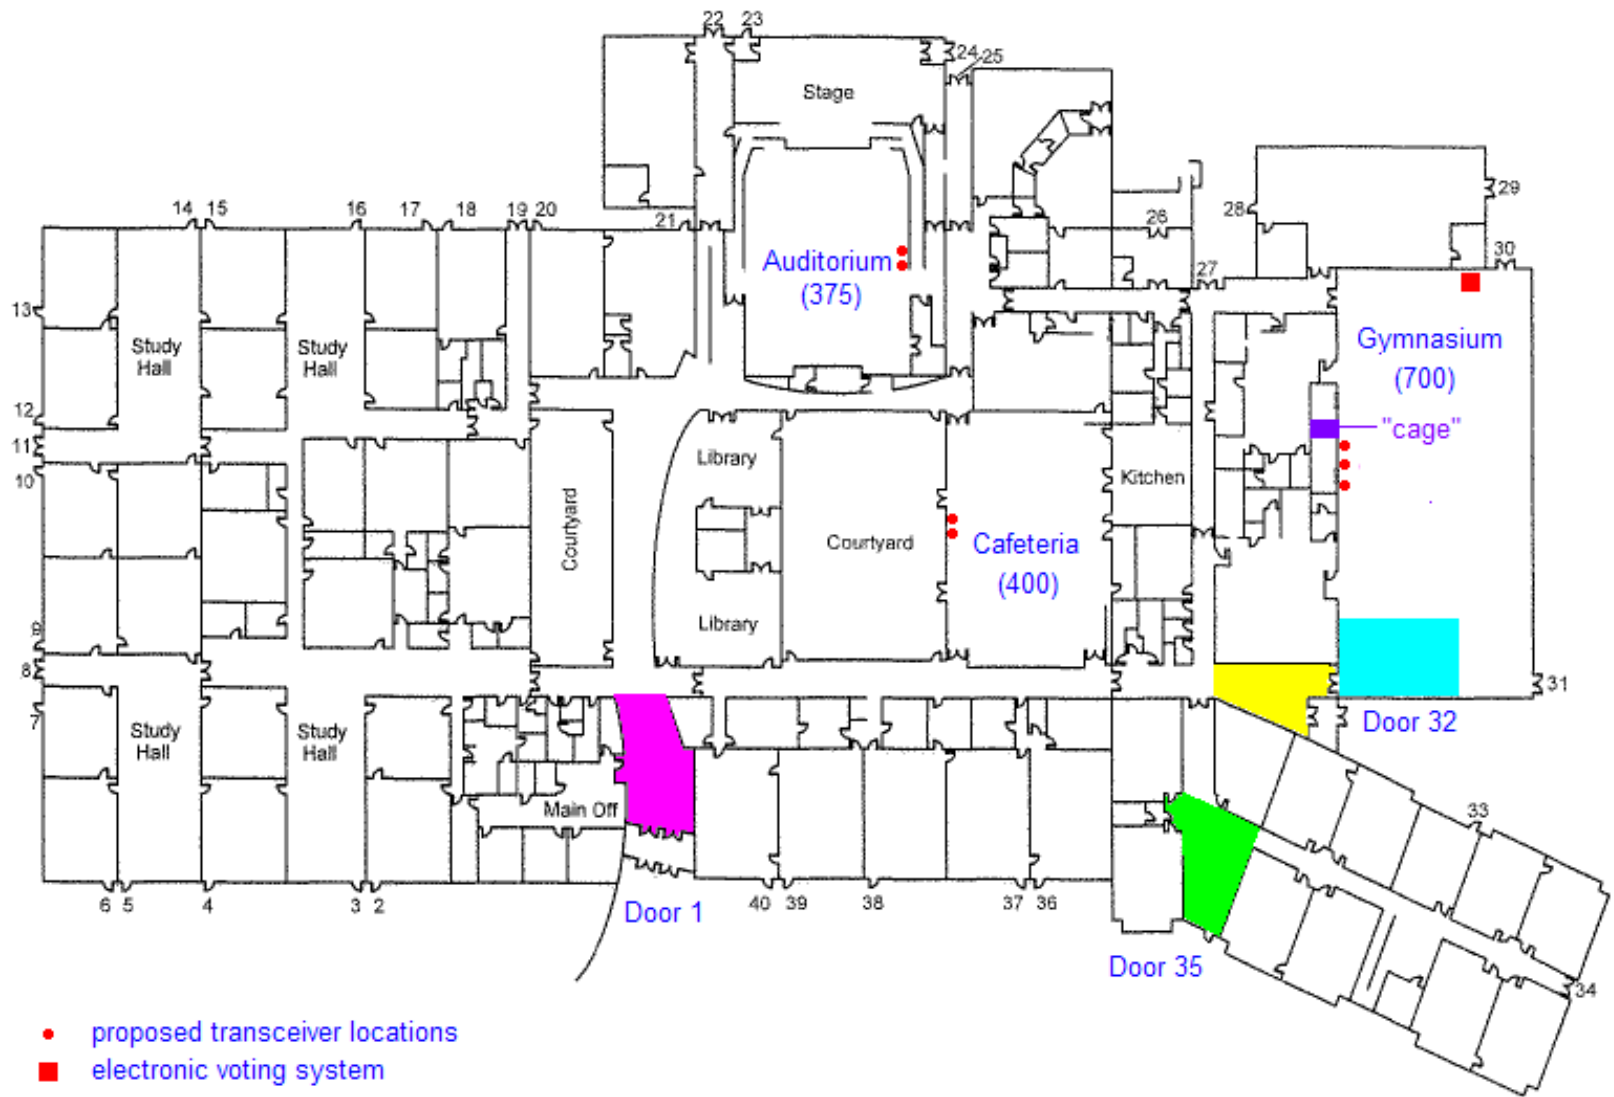 22
23
24
25
Stage
14
15
16
17
18
19
20
21
26
28
29
Auditorium
(375)
27
30
13
Study
Hall
Study
Hall
Gymnasium
(700)
12
11
10
"cage"
Library
Kitchen
Courtyard
Courtyard
Cafeteria
(400)
9
8
7
Library
31
Study
Hall
Study
Hall
Door 32
Main Off
33
6
5
4
3
2
Door 1
40
39
38
37
36
Door 35
34
proposed transceiver locations
electronic voting system